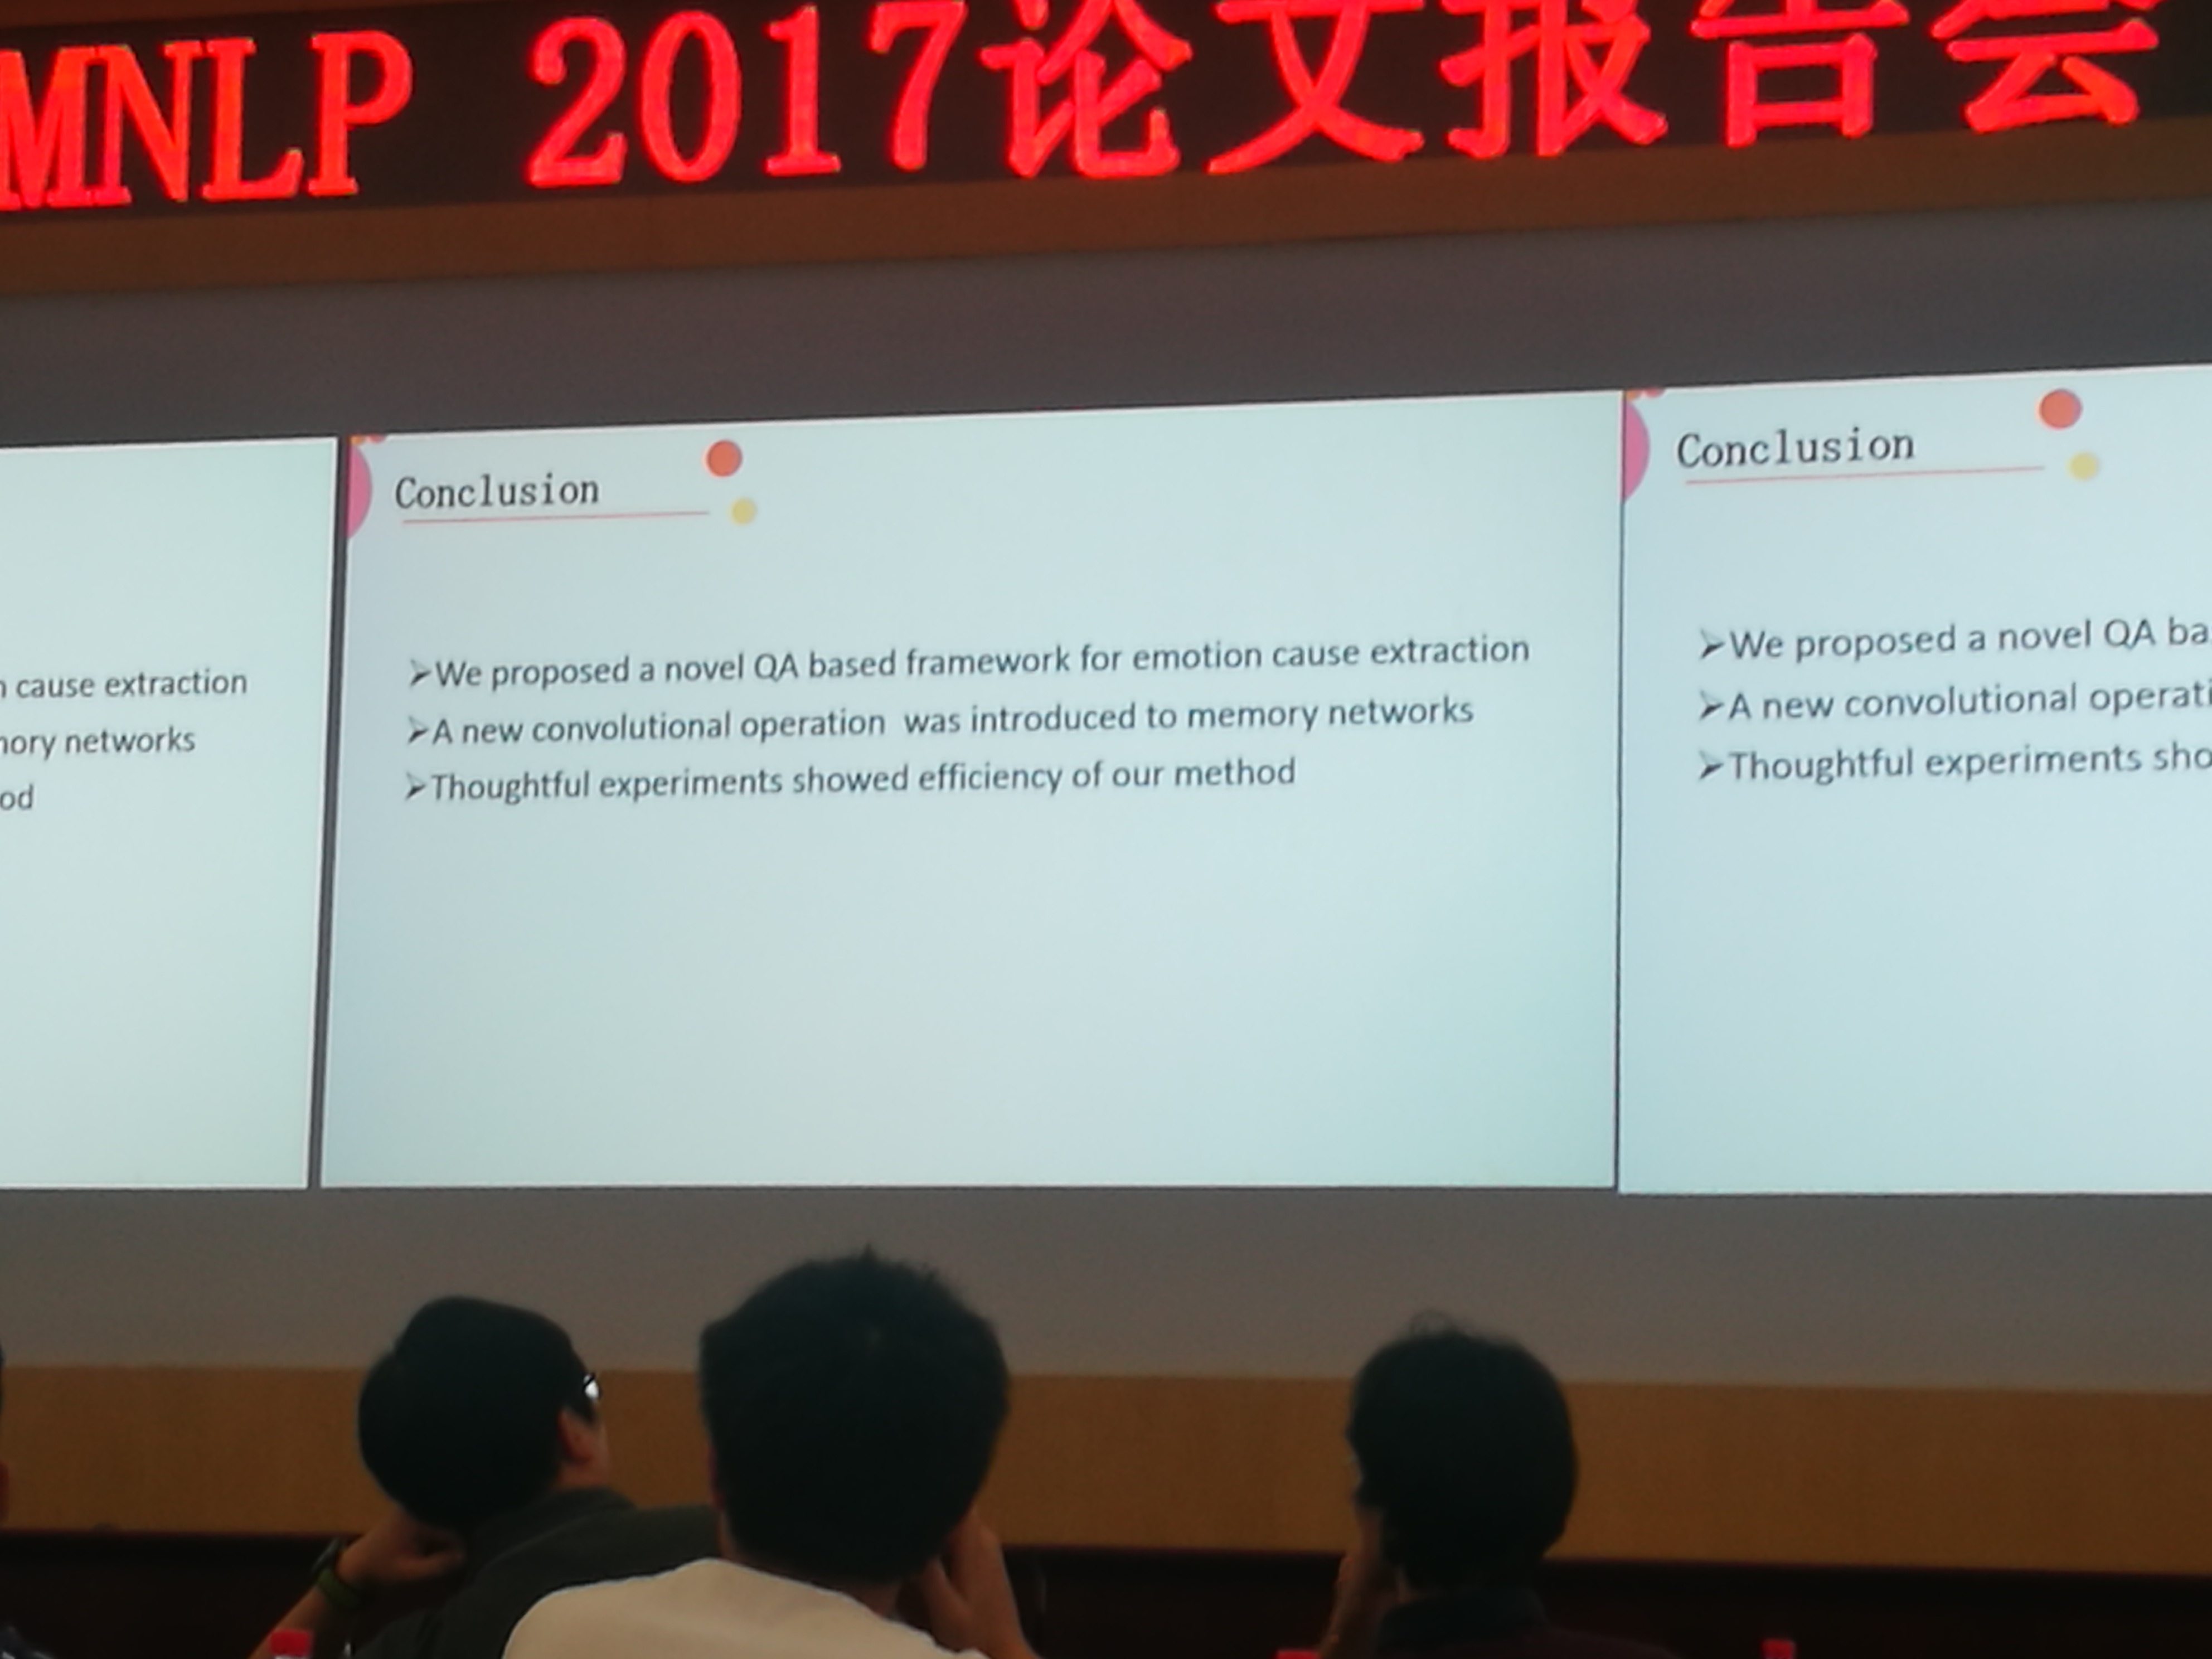 MNLP 2017论文报告会
n cause extraction
nory networks
od
Conclusion
➢We proposed a novel QA based framework for emotion cause extraction
➢A new convolutional operation was introduced to memory networks
➢Thoughtful experiments showed efficiency of our method
Conclusion
➢We proposed a novel QA ba
➢A new convolutional operati
➢Thoughtful experiments sho